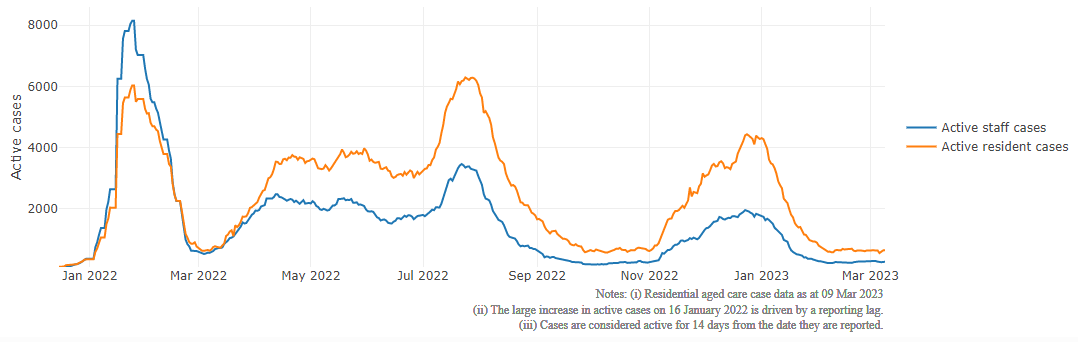 8000
6000
4000
2000
Active cases
Jan 2022
Mar 2022
May 2022
Jul 2022
Sep 2022
Nov 2022
Jan 2023
Mar 2023
Active staff cases
Active resident cases
Notes: (i) Residential aged care case data as at 09 Mar 2023
(ii) The large increase in active cases on 16 January 2022 is driven by a reporting lag.
(iii) Cases are considered active for 14 days from the date they are reported.